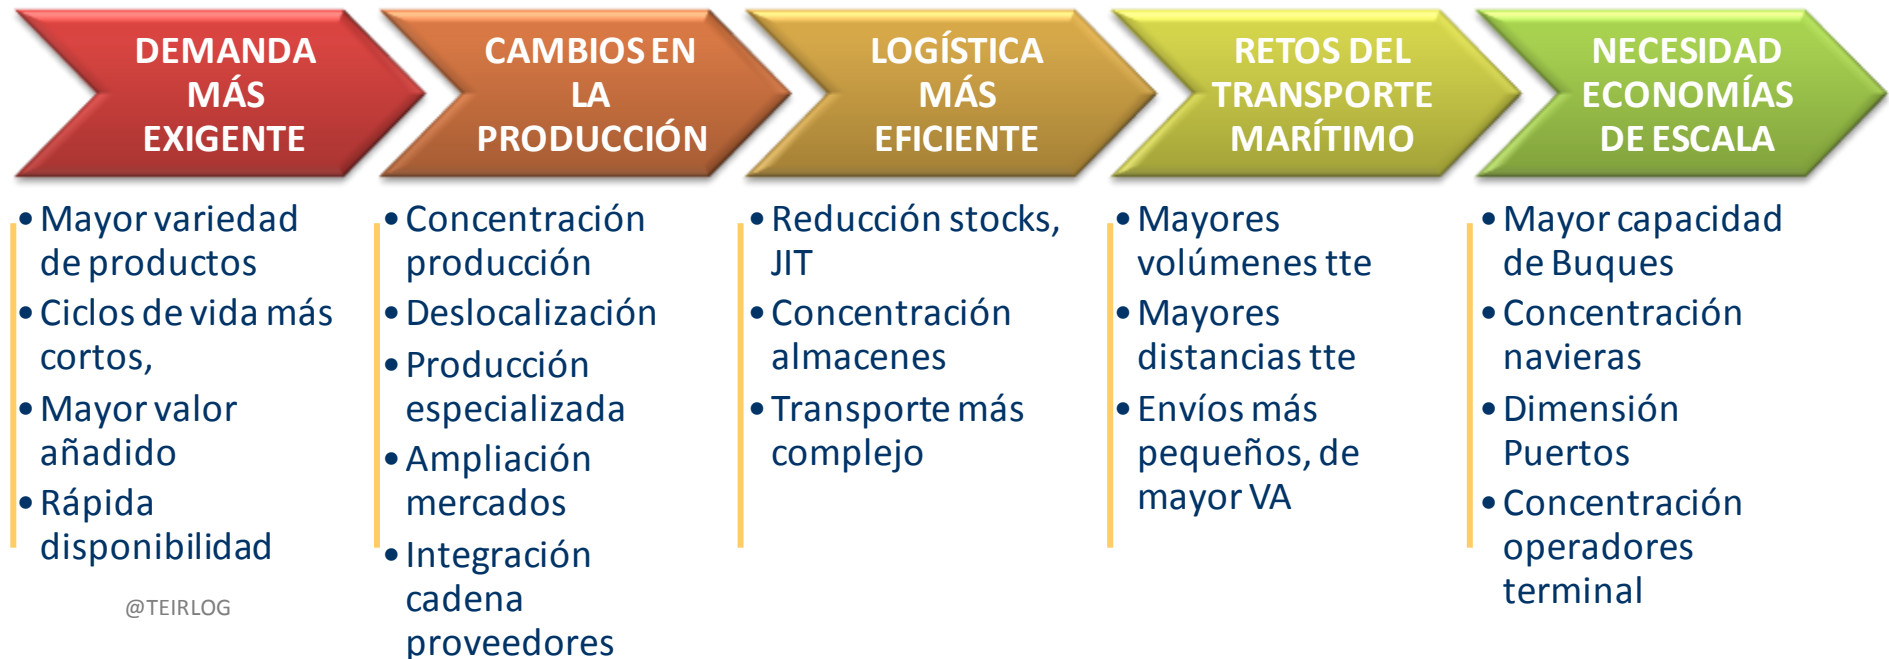 DEMANDA
MÁS
EXIGENTE
• Mayor variedad
de productos
• Ciclos de vida más
cortos,
• Mayor valor
añadido
• Rápida
disponibilidad
CAMBIOS EN
LA
PRODUCCIÓN
• Concentración
producción
• Deslocalización
• Producción
especializada
• Ampliación
mercados
• Integración
cadena
proveedores
LOGÍSTICA
MÁS
EFICIENTE
• Reducción stocks,
JIT
• Concentración
almacenes
• Transporte más
complejo
RETOS DEL
TRANSPORTE
MARÍTIMO
• Mayores
volúmenes tte
• Mayores
distancias tte
• Envíos más
pequeños, de
mayor VA
NECESIDAD
ECONOMÍAS
DE ESCALA
• Mayor capacidad
de Buques
• Concentración
navieras
• Dimensión
Puertos
• Concentración
operadores
terminal
@TEIRLOG